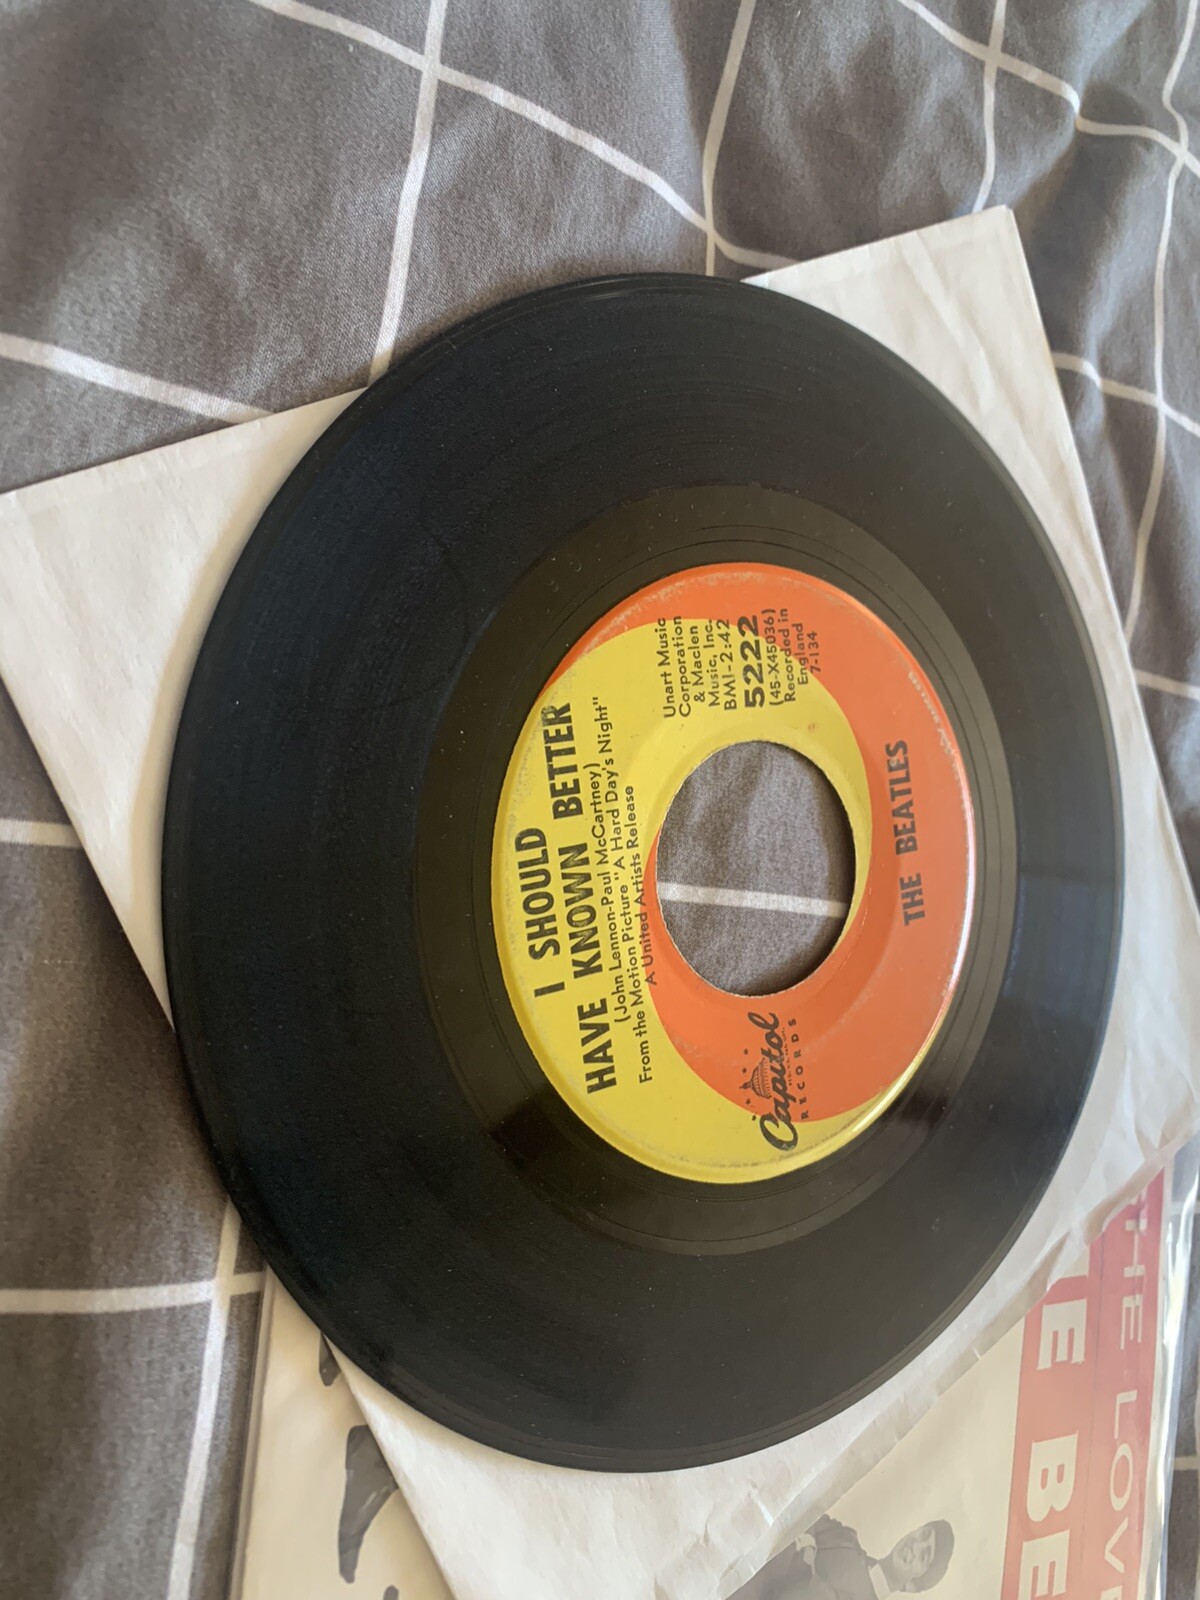 I SHOULD
HAVE KNOWN BETTER
(John Lennon-Paul McCartney)
From the Motion Picture "A Hard Day's Night"
A United Artists Release
Unart Music
Corporation
& Maclen
Music, Inc.
BMI-2:42
5222
(45-X45036)
Recorded in
England
7-134
Capitol
RECORDS
THE BEATLES
THE LOVE
BE